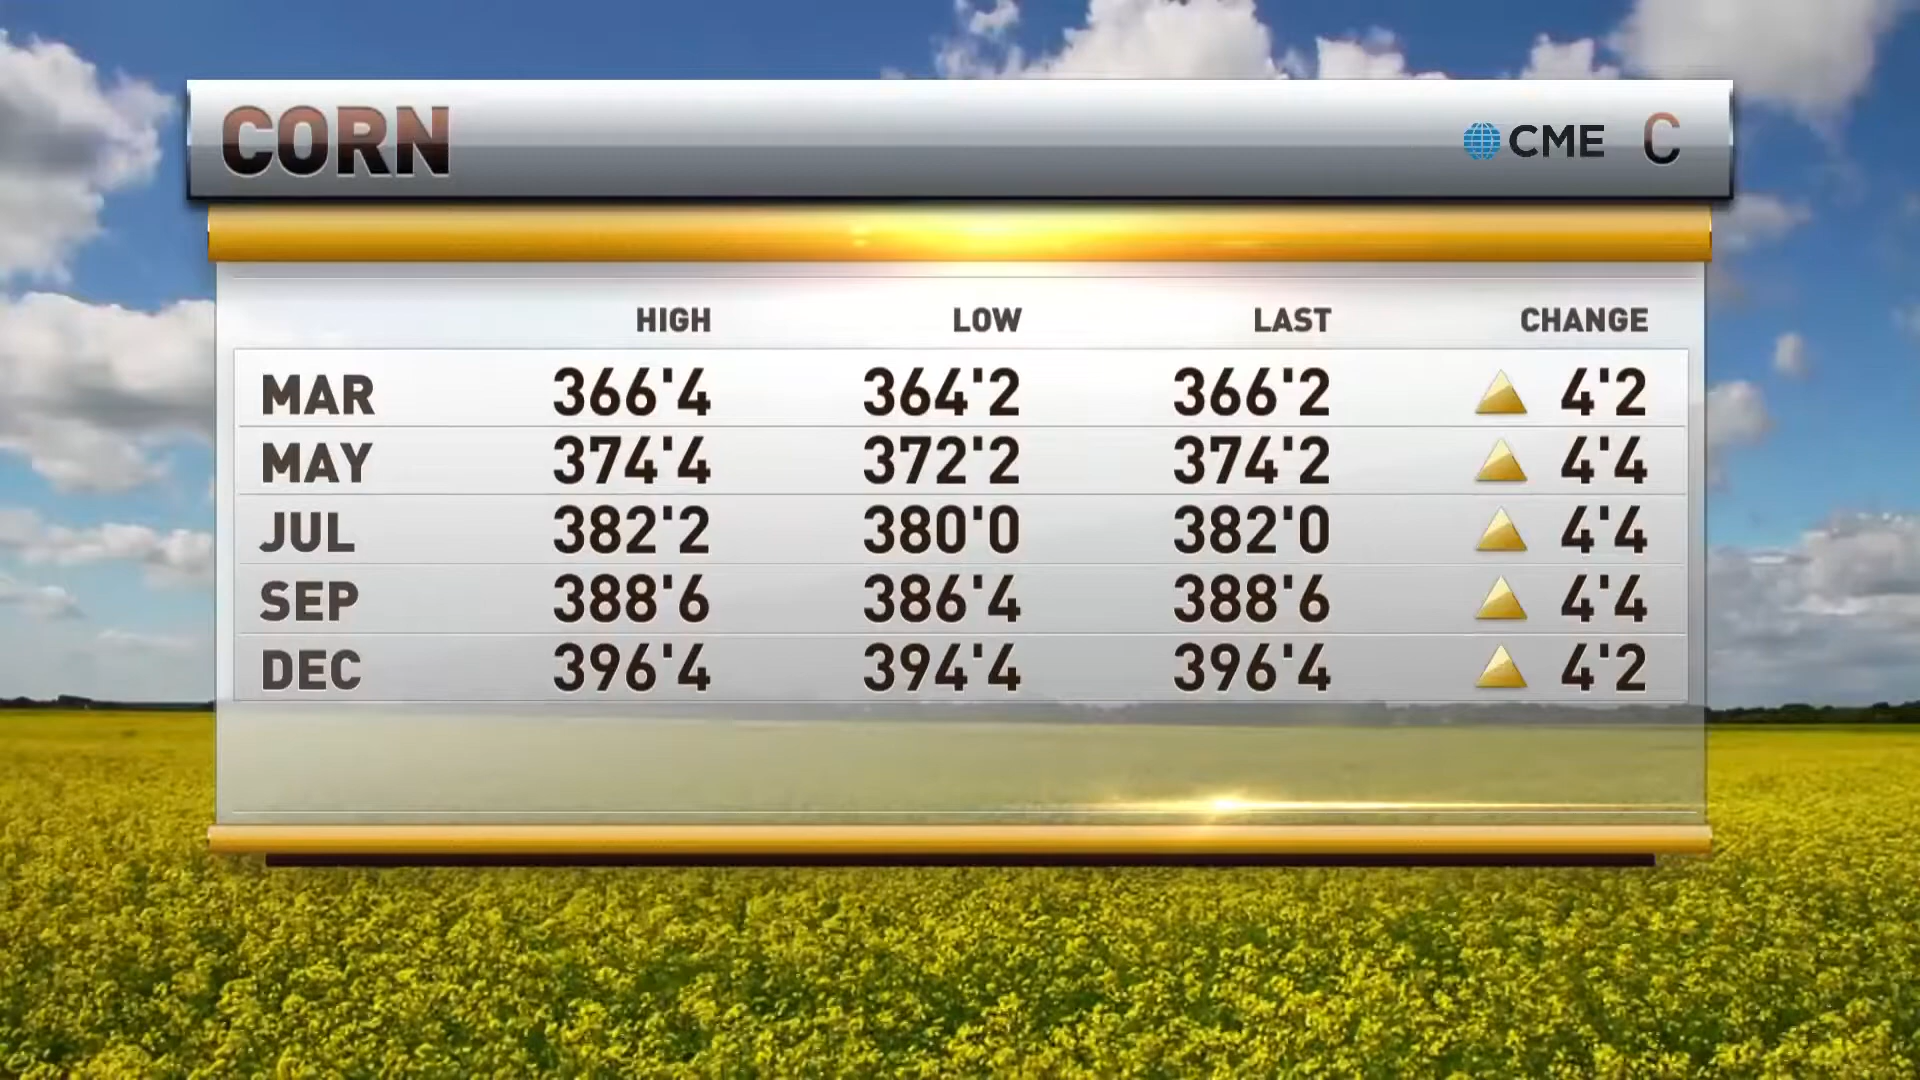 CORN CME C
HIGH LOW LAST CHANGE
MAR 366'4 364'2 366'2 4'2
MAY 374'4 372'2 374'2 4'4
JUL 382'2 380'0 382'0 4'4
SEP 388'6 386'4 388'6 4'4
DEC 396'4 394'4 396'4 4'2